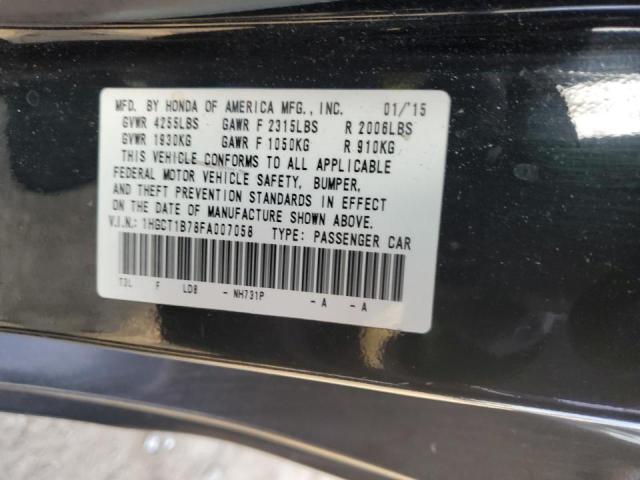 MFD. BY HONDA OF AMERICA MFG., INC. 01/'15
GVWR 4255LBS GAWR F 2315LBS R 2006LBS
GVWR 1930KG GAWR F 1050KG R 910KG
THIS VEHICLE CONFORMS TO ALL APPLICABLE
FEDERAL MOTOR VEHICLE SAFETY, BUMPER,
AND THEFT PREVENTION STANDARDS IN EFFECT
ON THE DATE OF MANUFACTURE SHOWN ABOVE.
V.I.N.: 1HGCT1B78FA007058 TYPE: PASSENGER CAR
T3L F LD8 - NH731P - A - A